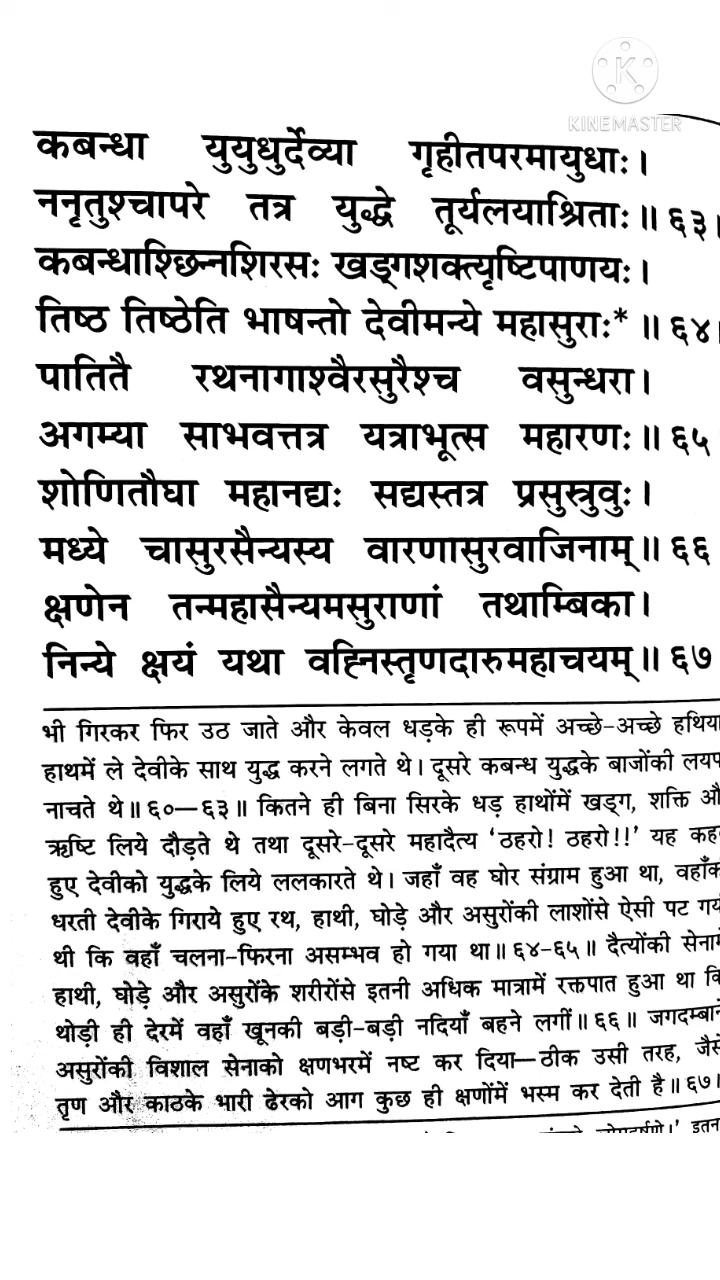 KINEMASTER
कबन्धा युयुधुर्देव्या गृहीतपरमायुधाः।
ननृतुश्चापरे तत्र युद्धे तूर्यलयाश्रिताः॥ ६३।
कबन्धाश्छिन्नशिरसः खड्गशक्त्यृष्टिपाणयः।
तिष्ठ तिष्ठेति भाषन्तो देवीमन्ये महासुराः* ॥ ६४।
पातितै रथनागाश्वैरसुरैश्च वसुन्धरा।
अगम्या साभवत्तत्र यत्राभूत्स महारणः॥ ६५
शोणितौघा महानद्यः सद्यस्तत्र प्रसुस्रुवुः।
मध्ये चासुरसैन्यस्य वारणासुरवाजिनाम्॥ ६६
क्षणेन तन्महासैन्यमसुराणां तथाम्बिका।
निन्ये क्षयं यथा वह्निस्तृणदारुमहाचयम्॥ ६७
भी गिरकर फिर उठ जाते और केवल धड़के ही रूपमें अच्छे-अच्छे हथिया
हाथमें ले देवीके साथ युद्ध करने लगते थे। दूसरे कबन्ध युद्धके बाजोंकी लयप
नाचते थे॥ ६०—६३॥ कितने ही बिना सिरके धड़ हाथोंमें खड्ग, शक्ति औ
ऋष्टि लिये दौड़ते थे तथा दूसरे-दूसरे महादैत्य ‘ठहरो! ठहरो!!’ यह कह
हुए देवीको युद्धके लिये ललकारते थे। जहाँ वह घोर संग्राम हुआ था, वहाँक
धरती देवीके गिराये हुए रथ, हाथी, घोड़े और असुरोंकी लाशोंसे ऐसी पट गय
थी कि वहाँ चलना-फिरना असम्भव हो गया था॥ ६४-६५॥ दैत्योंकी सेनामे
हाथी, घोड़े और असुरोंके शरीरोंसे इतनी अधिक मात्रामें रक्तपात हुआ था कि
थोड़ी ही देरमें वहाँ खूनकी बड़ी-बड़ी नदियाँ बहने लगीं॥ ६६॥ जगदम्बाने
असुरोंकी विशाल सेनाको क्षणभरमें नष्ट कर दिया—ठीक उसी तरह, जैसे
तृण और काठके भारी ढेरको आग कुछ ही क्षणोंमें भस्म कर देती है॥ ६७।
इतन